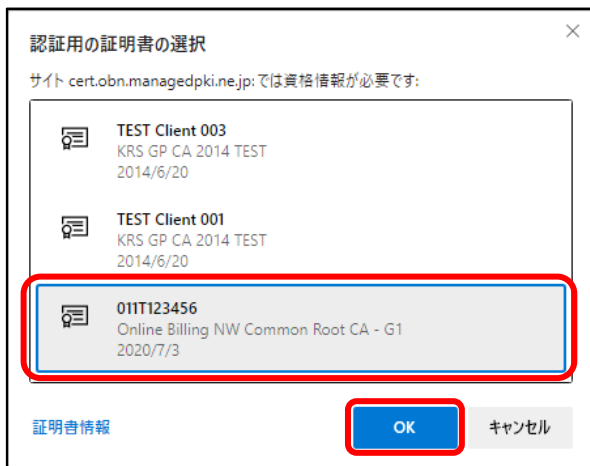 認証用の証明書の選択
サイト cert.obn.managedpki.ne.jp: では資格情報が必要です:
TEST Client 003
KRS GP CA 2014 TEST
2014/6/20
TEST Client 001
KRS GP CA 2014 TEST
2014/6/20
011T123456
Online Billing NW Common Root CA - G1
2020/7/3
証明書情報
OK
キャンセル